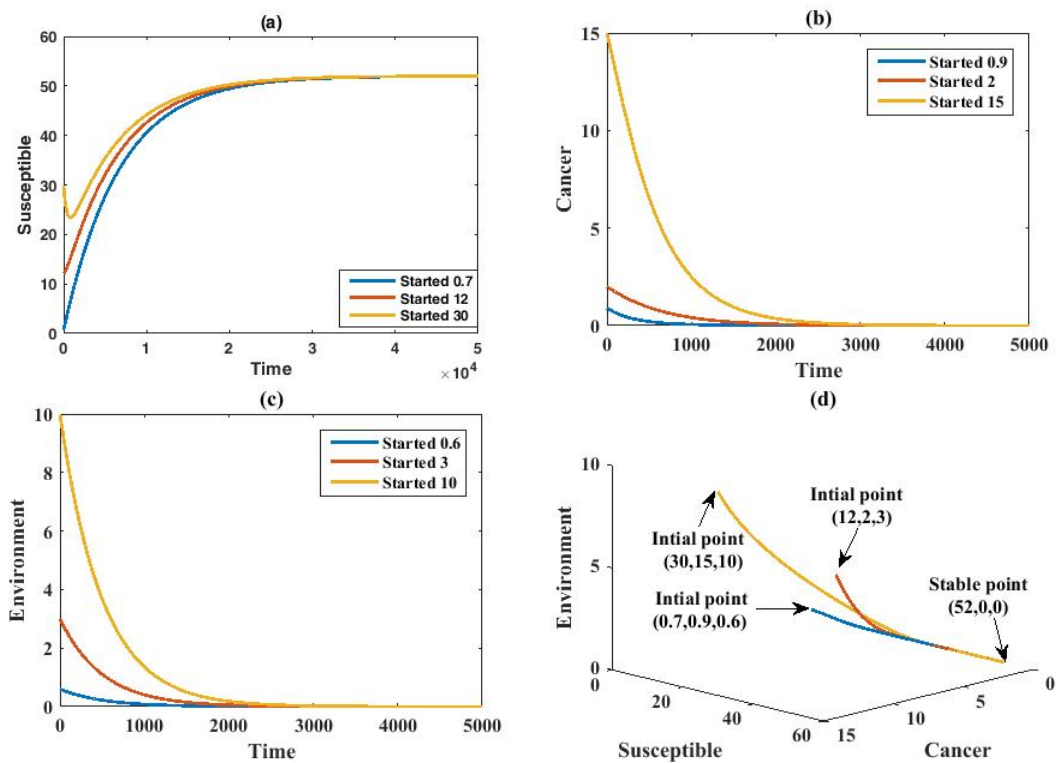 (a)
60
50
40
30
20
10
0
Susceptible
0
1
2
3
4
5
× 10⁴
Time
Started 0.7
Started 12
Started 30
(b)
15
10
5
0
Cancer
0
1000
2000
3000
4000
5000
Time
Started 0.9
Started 2
Started 15
(c)
10
8
6
4
2
0
Environment
0
1000
2000
3000
4000
5000
Time
Started 0.6
Started 3
Started 10
(d)
10
5
0
Environment
0
20
40
60
Susceptible
15
10
5
0
Cancer
Intial point
(12,2,3)
Intial point
(30,15,10)
Intial point
(0.7,0.9,0.6)
Stable point
(52,0,0)